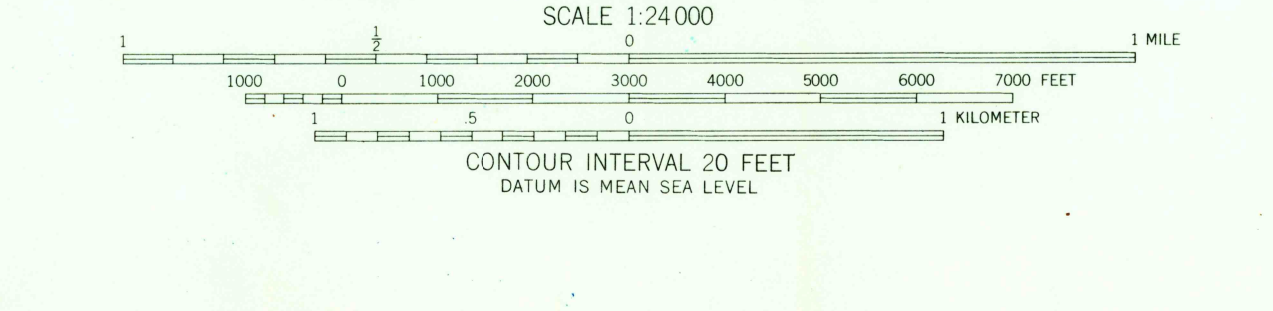 SCALE 1:24 000
1 1/2 0 1 MILE
1000 0 1000 2000 3000 4000 5000 6000 7000 FEET
1 .5 0 1 KILOMETER
CONTOUR INTERVAL 20 FEET
DATUM IS MEAN SEA LEVEL